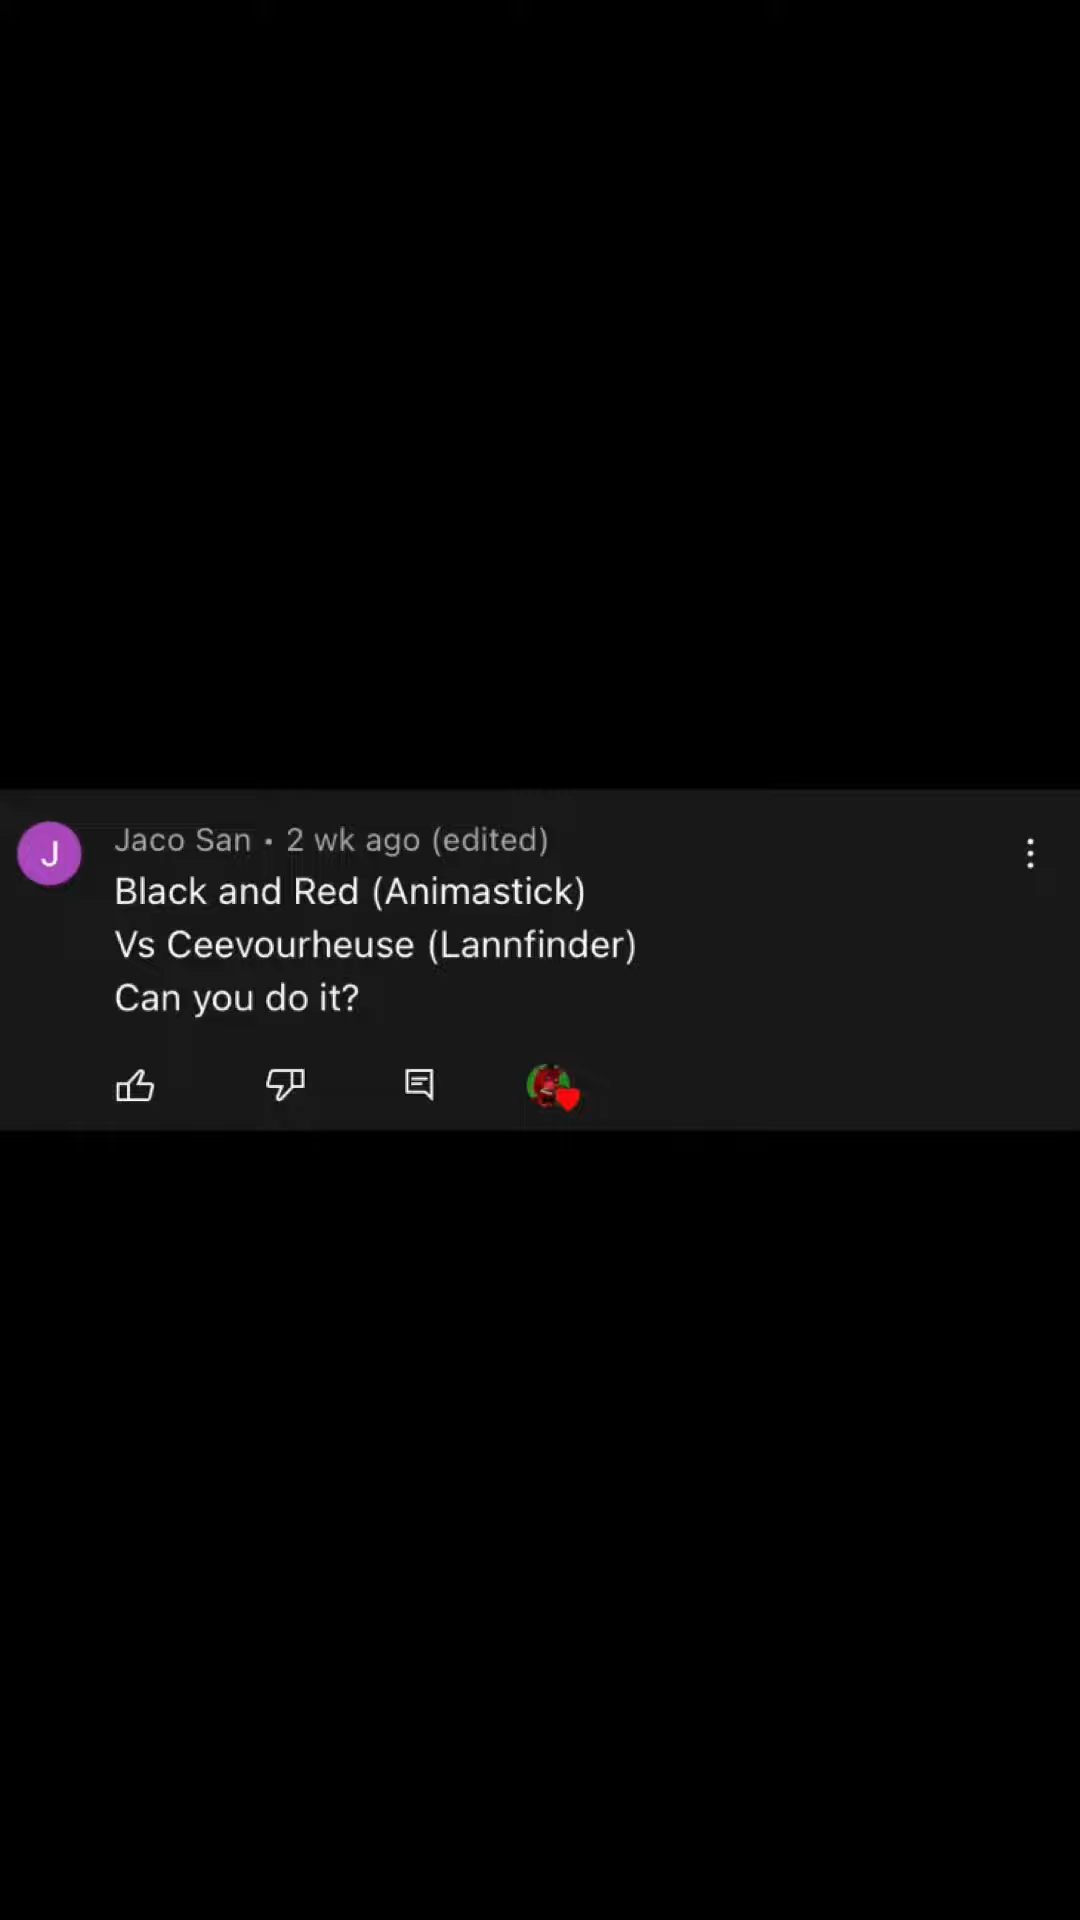 J
Jaco San • 2 wk ago (edited)
Black and Red (Animastick)
Vs Ceevourheuse (Lannfinder)
Can you do it?